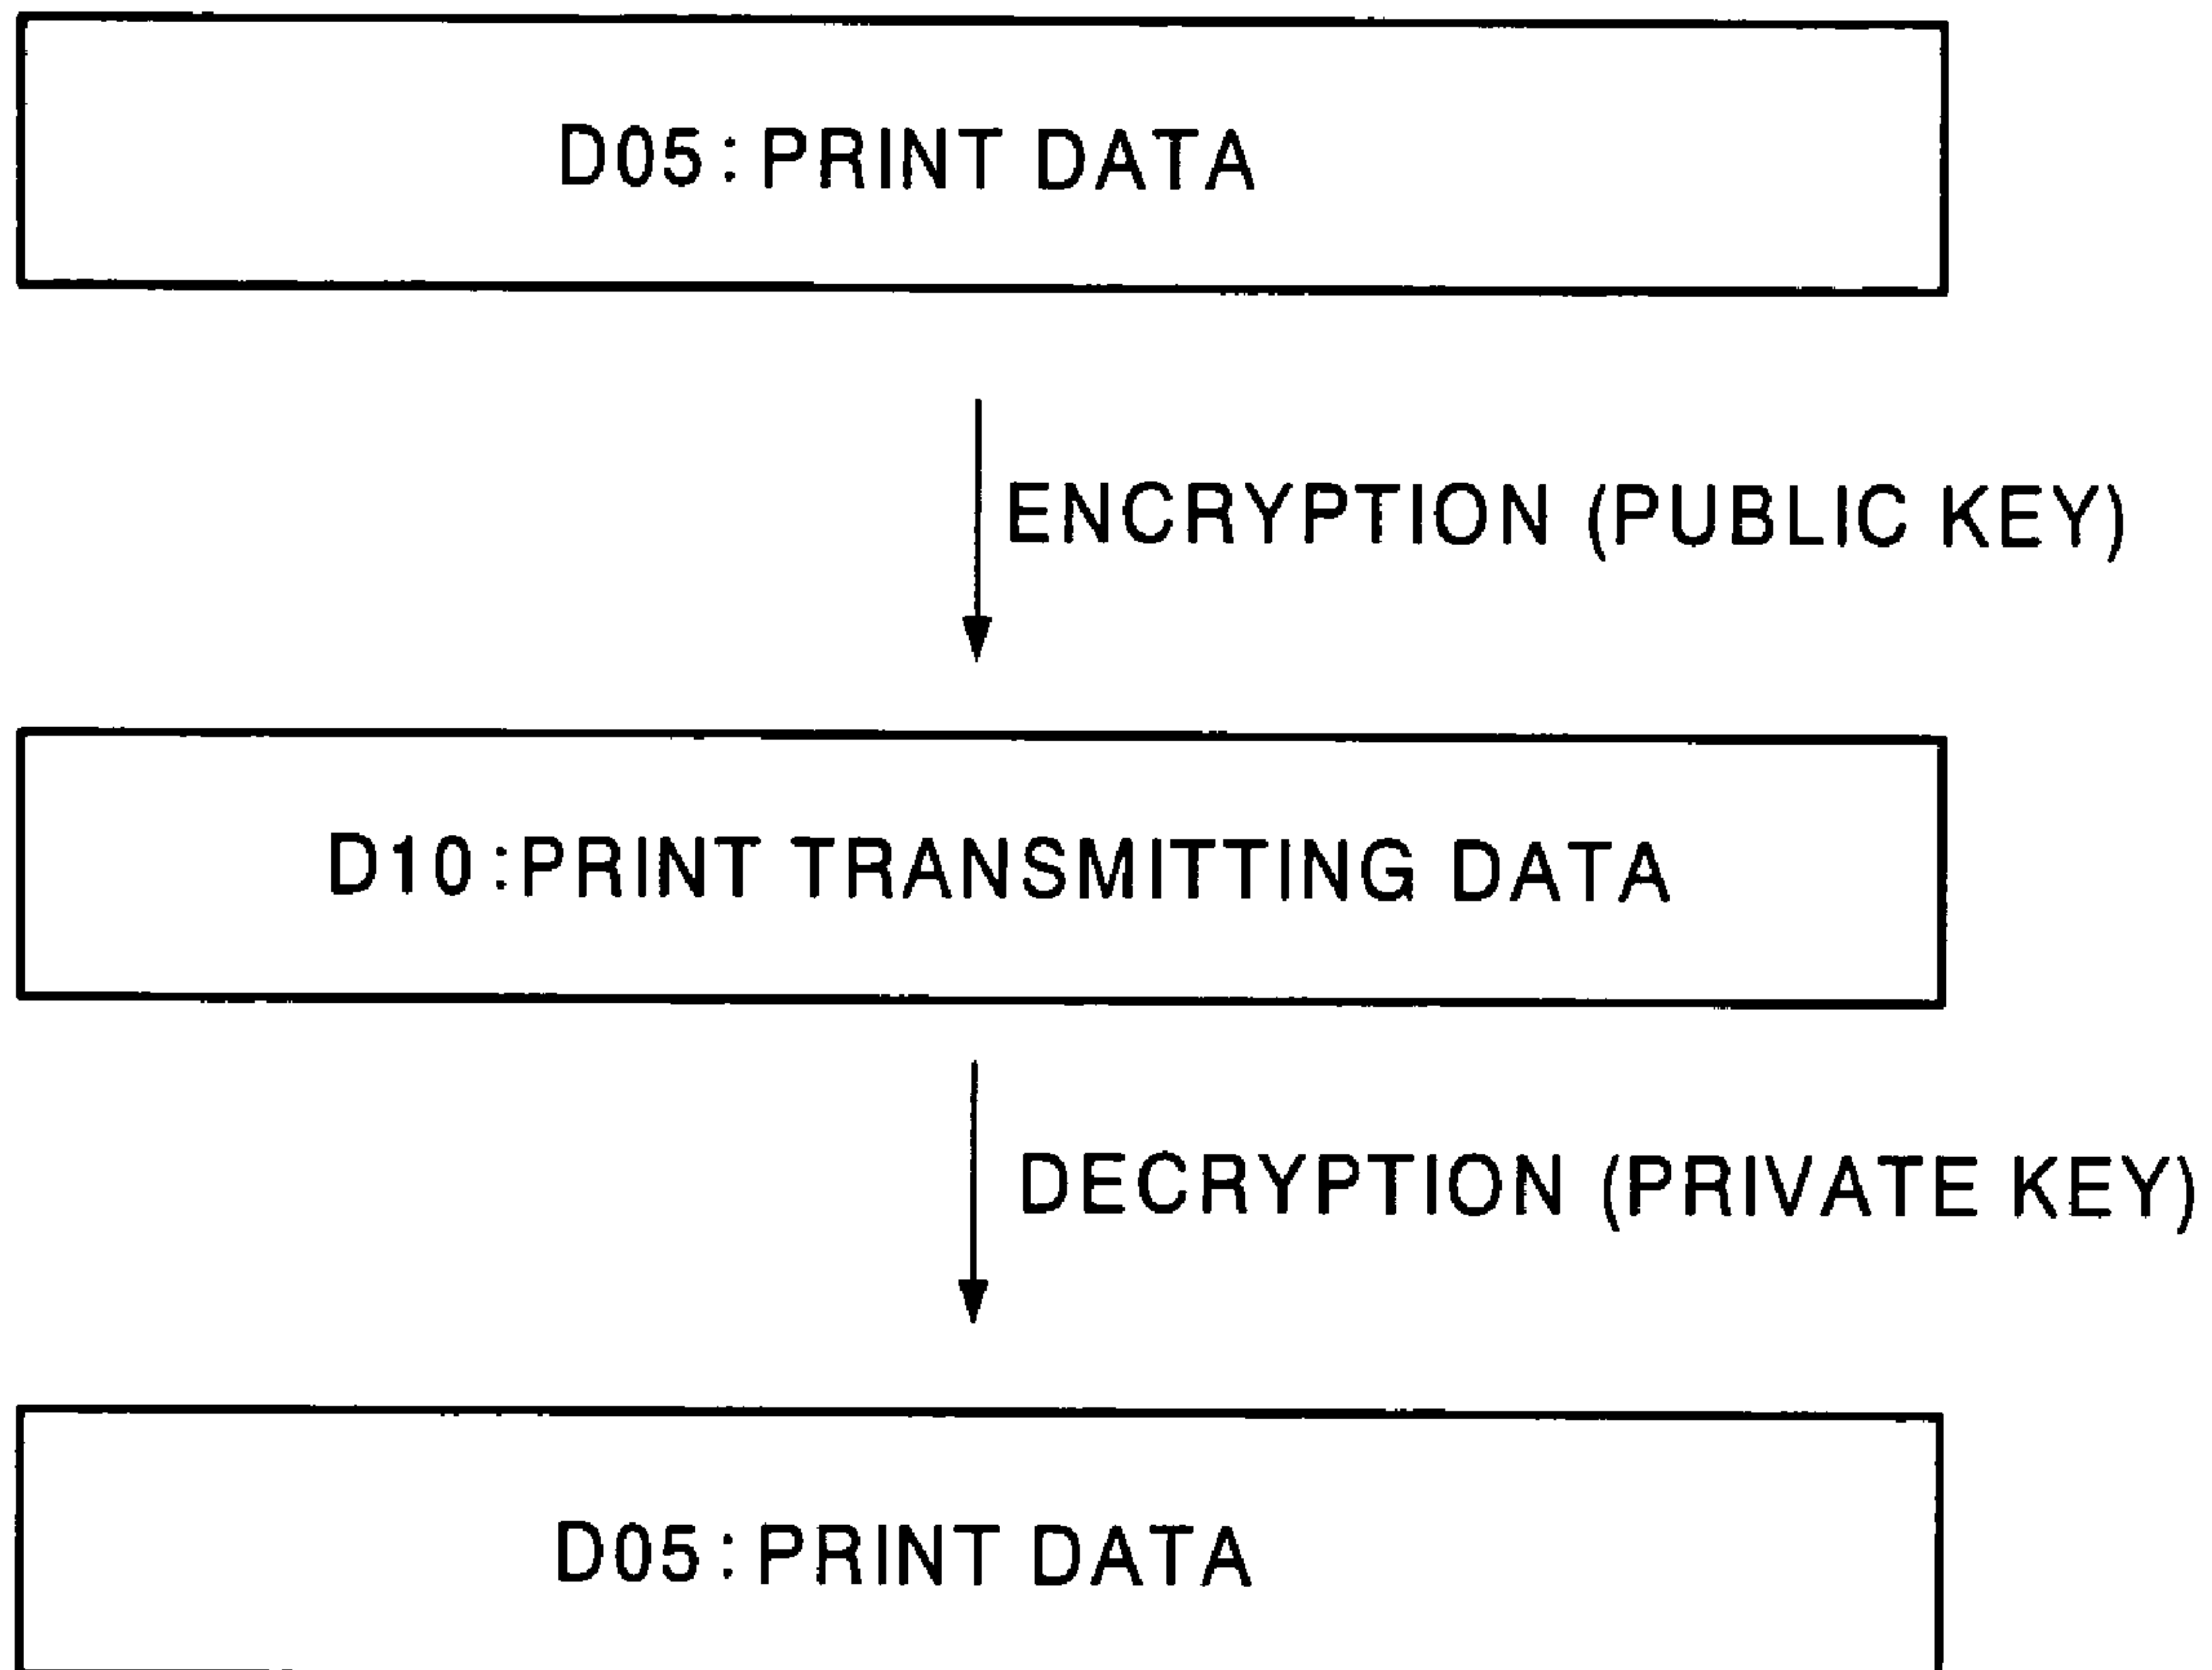 D05:PRINT DATA
ENCRYPTION (PUBLIC KEY)
D10:PRINT TRANSMITTING DATA
DECRYPTION (PRIVATE KEY)
D05:PRINT DATA